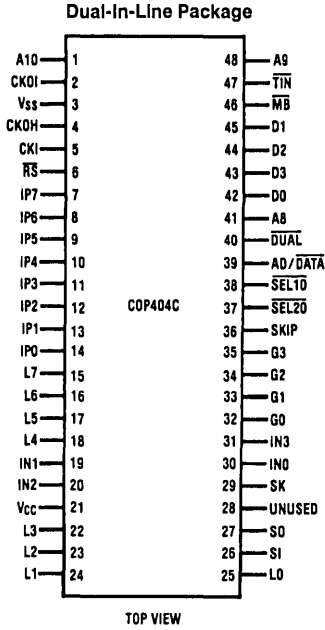 Dual-In-Line Package
A10 1 48 A9
CKOI 2 47 TIN
VSS 3 46 MB
CKOH 4 45 D1
CKI 5 44 D2
RS 6 43 D3
IP7 7 42 D0
IP6 8 41 A8
IP5 9 40 DUAL
IP4 10 39 AD/DATA
IP3 11 38 SEL10
IP2 12 COP404C 37 SEL20
IP1 13 36 SKIP
IP0 14 35 G3
L7 15 34 G2
L6 16 33 G1
L5 17 32 G0
L4 18 31 IN3
IN1 19 30 IN0
IN2 20 29 SK
VCC 21 28 UNUSED
L3 22 27 SO
L2 23 26 SI
L1 24 25 L0
TOP VIEW